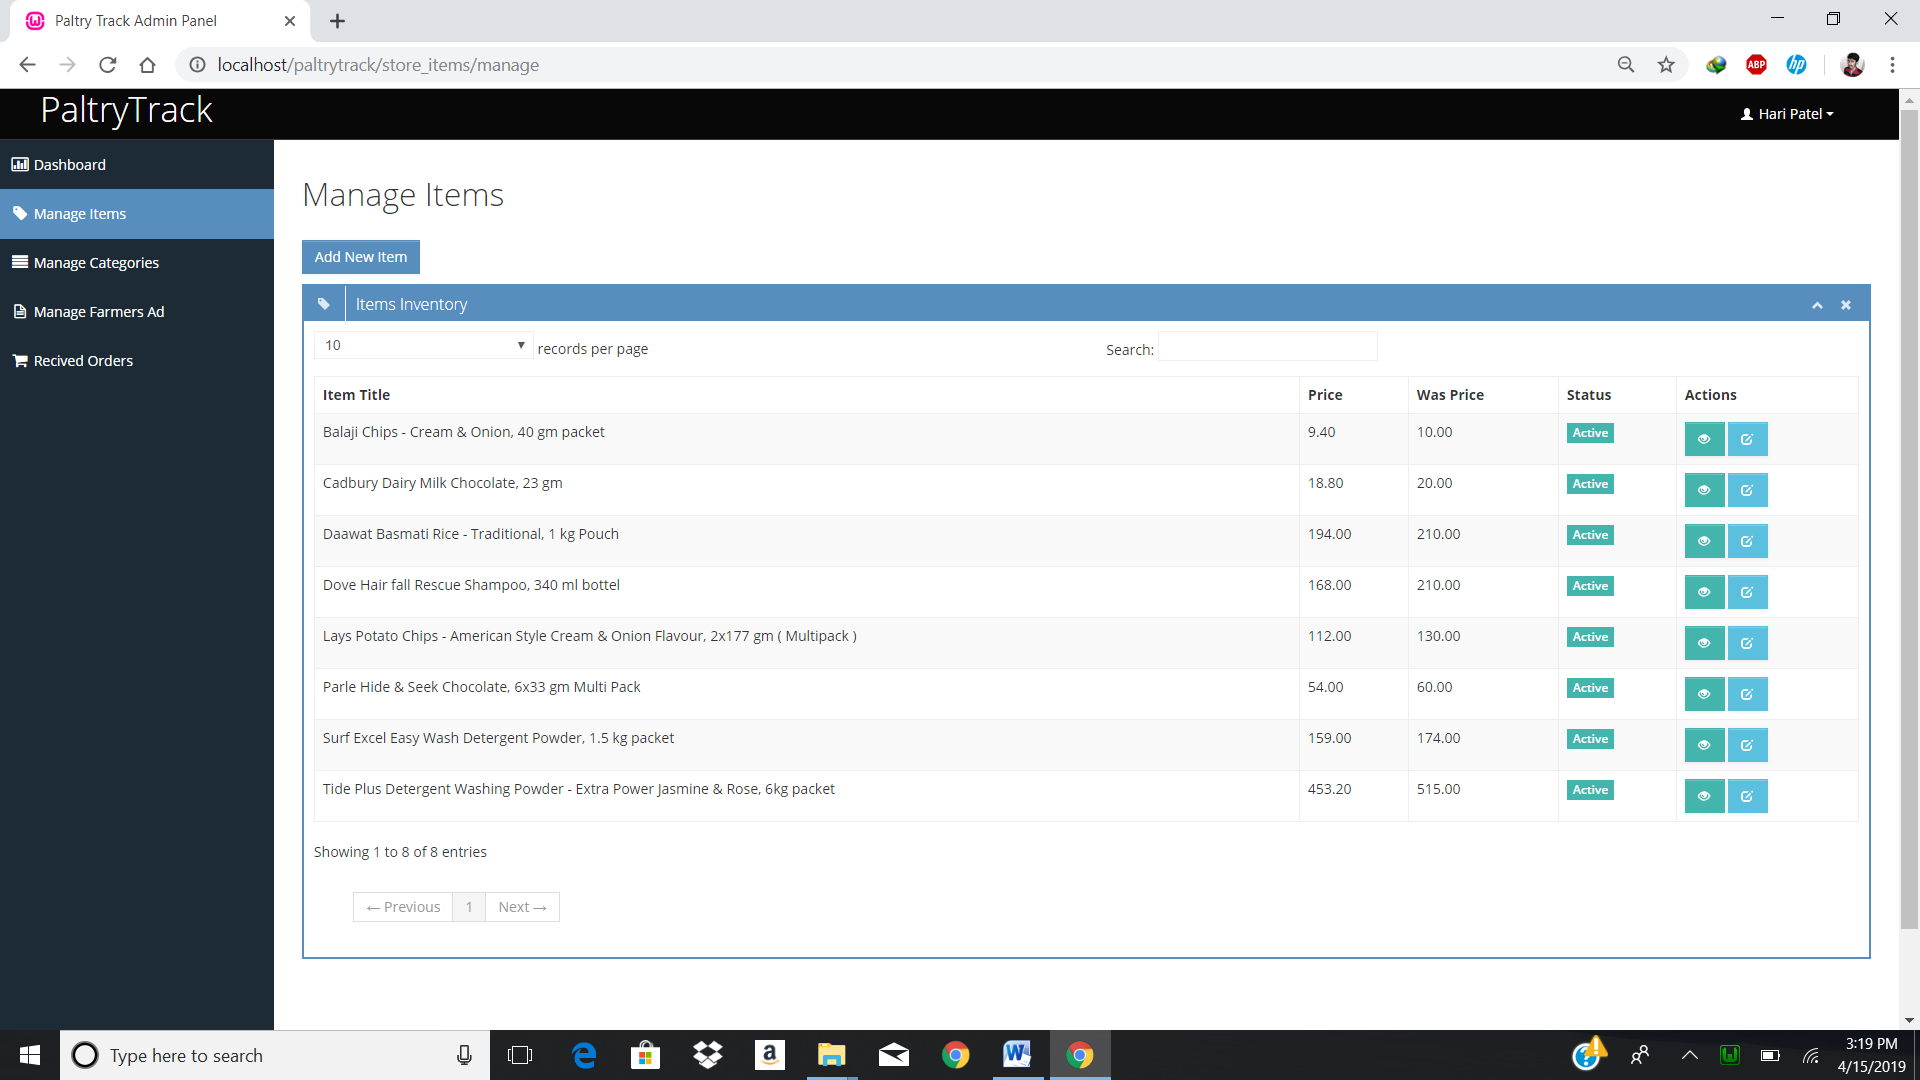 Paltry Track Admin Panel
localhost/paltrytrack/store_items/manage
ABP
hp
PaltryTrack
Hari Patel
Dashboard
Manage Items
Manage Categories
Manage Farmers Ad
Recived Orders
Manage Items
Add New Item
Items Inventory
10 records per page Search:
Item Title Price Was Price Status Actions
Balaji Chips - Cream & Onion, 40 gm packet 9.40 10.00 Active
Cadbury Dairy Milk Chocolate, 23 gm 18.80 20.00 Active
Daawat Basmati Rice - Traditional, 1 kg Pouch 194.00 210.00 Active
Dove Hair fall Rescue Shampoo, 340 ml bottel 168.00 210.00 Active
Lays Potato Chips - American Style Cream & Onion Flavour, 2x177 gm ( Multipack ) 112.00 130.00 Active
Parle Hide & Seek Chocolate, 6x33 gm Multi Pack 54.00 60.00 Active
Surf Excel Easy Wash Detergent Powder, 1.5 kg packet 159.00 174.00 Active
Tide Plus Detergent Washing Powder - Extra Power Jasmine & Rose, 6kg packet 453.20 515.00 Active
Showing 1 to 8 of 8 entries
← Previous 1 Next →
Type here to search
3:19 PM
4/15/2019